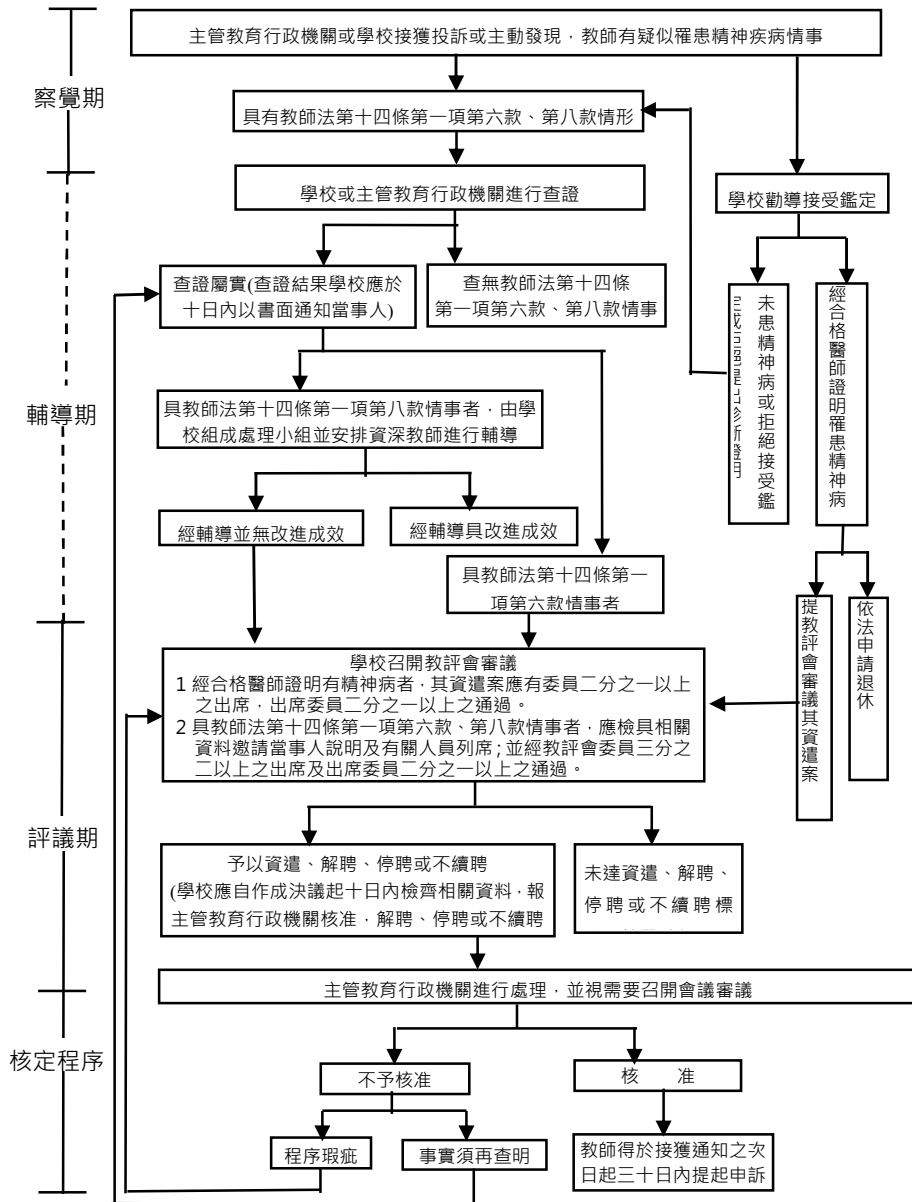 主管教育行政機關或學校接獲投訴或主動發現，教師有疑似罹患精神疾病情事
察覺期
具有教師法第十四條第一項第六款、第八款情形
學校或主管教育行政機關進行查證
學校勸導接受鑑定
查證屬實(查證結果學校應於
十日內以書面通知當事人)
查無教師法第十四條
第一項第六款、第八款情事
未患精神病或拒絕接受鑑
經合格醫師證明罹患精神病
輔導期
具教師法第十四條第一項第八款情事者，由學
校組成處理小組並安排資深教師進行輔導
經輔導並無改進成效
經輔導具改進成效
具教師法第十四條第一
項第六款情事者
提教評會審議其資遣案
依法申請退休
學校召開教評會審議
1 經合格醫師證明有精神病者，其資遣案應有委員二分之一以上
之出席，出席委員二分之一以上之通過。
2 具教師法第十四條第一項第六款、第八款情事者，應檢具相關
資料邀請當事人說明及有關人員列席；並經教評會委員三分之
二以上之出席及出席委員二分之一以上之通過。
評議期
予以資遣、解聘、停聘或不續聘
(學校應自作成決議起十日內檢齊相關資料，報
主管教育行政機關核准，解聘、停聘或不續聘
未達資遣、解聘、
停聘或不續聘標
主管教育行政機關進行處理，並視需要召開會議審議
核定程序
不予核准
核 准
程序瑕疵
事實須再查明
教師得於接獲通知之次
日起三十日內提起申訴